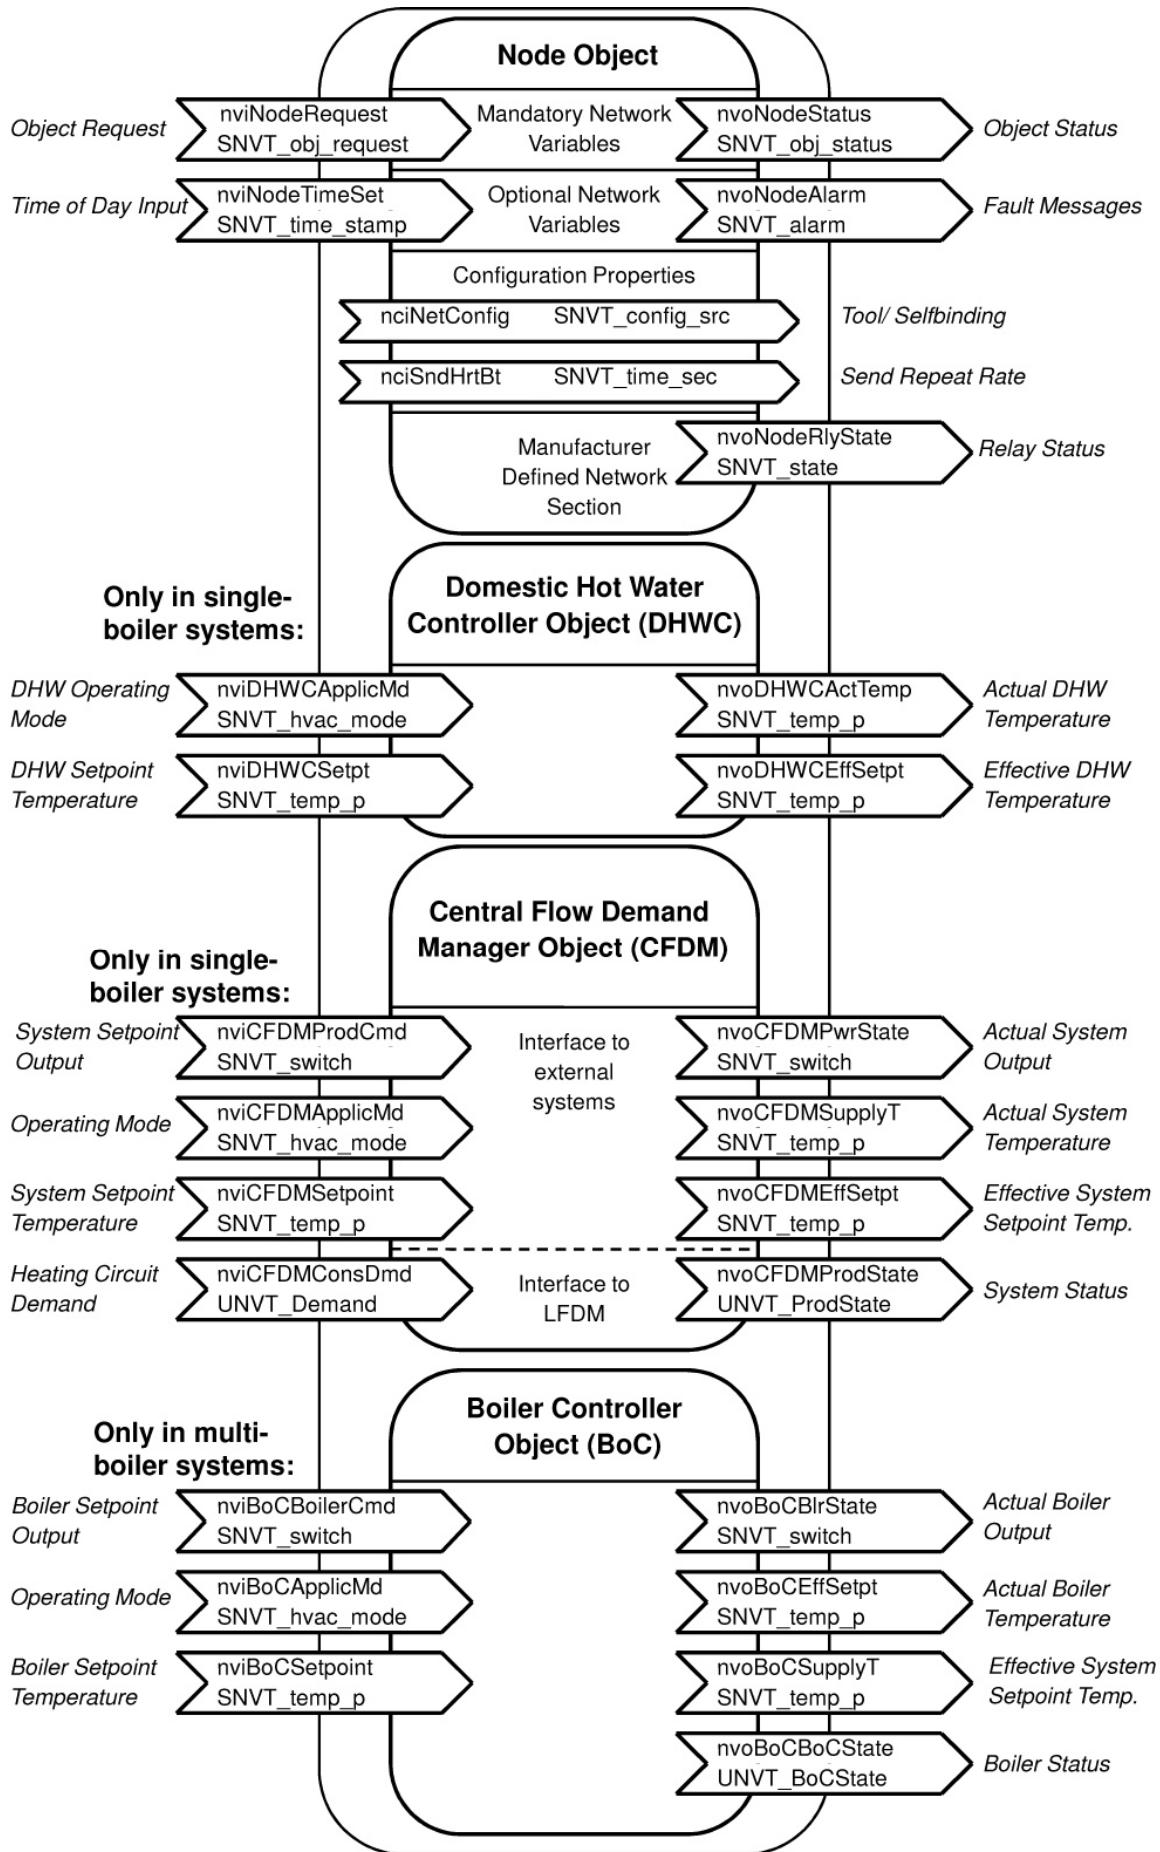 Node Object
Object Request
nviNodeRequest
SNVT_obj_request
Mandatory Network
Variables
nvoNodeStatus
SNVT_obj_status
Object Status
Time of Day Input
nviNodeTimeSet
SNVT_time_stamp
Optional Network
Variables
nvoNodeAlarm
SNVT_alarm
Fault Messages
Configuration Properties
nciNetConfig SNVT_config_src
Tool/ Selfbinding
nciSndHrtBt SNVT_time_sec
Send Repeat Rate
Manufacturer
Defined Network
Section
nvoNodeRlyState
SNVT_state
Relay Status
Only in single-
boiler systems:
Domestic Hot Water
Controller Object (DHWC)
DHW Operating
Mode
nviDHWCApplicMd
SNVT_hvac_mode
nvoDHWCActTemp
SNVT_temp_p
Actual DHW
Temperature
DHW Setpoint
Temperature
nviDHWCSetpt
SNVT_temp_p
nvoDHWCEffSetpt
SNVT_temp_p
Effective DHW
Temperature
Central Flow Demand
Manager Object (CFDM)
Only in single-
boiler systems:
System Setpoint
Output
nviCFDMProdCmd
SNVT_switch
Interface to
external
systems
nvoCFDMPwrState
SNVT_switch
Actual System
Output
Operating Mode
nviCFDMApplicMd
SNVT_hvac_mode
nvoCFDMSupplyT
SNVT_temp_p
Actual System
Temperature
System Setpoint
Temperature
nviCFDMSetpoint
SNVT_temp_p
nvoCFDMEffSetpt
SNVT_temp_p
Effective System
Setpoint Temp.
Heating Circuit
Demand
nviCFDMConsDmd
UNVT_Demand
Interface to
LFDM
nvoCFDMProdState
UNVT_ProdState
System Status
Boiler Controller
Object (BoC)
Only in multi-
boiler systems:
Boiler Setpoint
Output
nviBoCBoilerCmd
SNVT_switch
nvoBoCBlrState
SNVT_switch
Actual Boiler
Output
Operating Mode
nviBoCApplicMd
SNVT_hvac_mode
nvoBoCEffSetpt
SNVT_temp_p
Actual Boiler
Temperature
Boiler Setpoint
Temperature
nviBoCSetpoint
SNVT_temp_p
nvoBoCSupplyT
SNVT_temp_p
Effective System
Setpoint Temp.
nvoBoCBoCState
UNVT_BoCState
Boiler Status